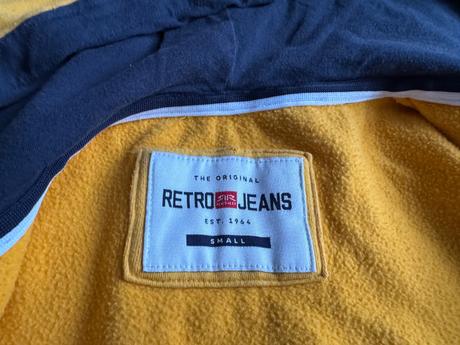 THE ORIGINAL
RETRO JEANS
EST. 1964
SMALL